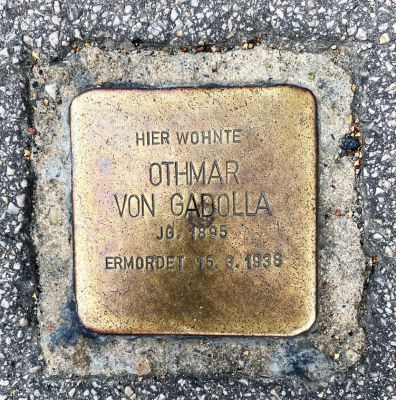 HIER WOHNTE
OTHMAR
VON GADOLLA
JG. 1895
ERMORDET 15.3.1938